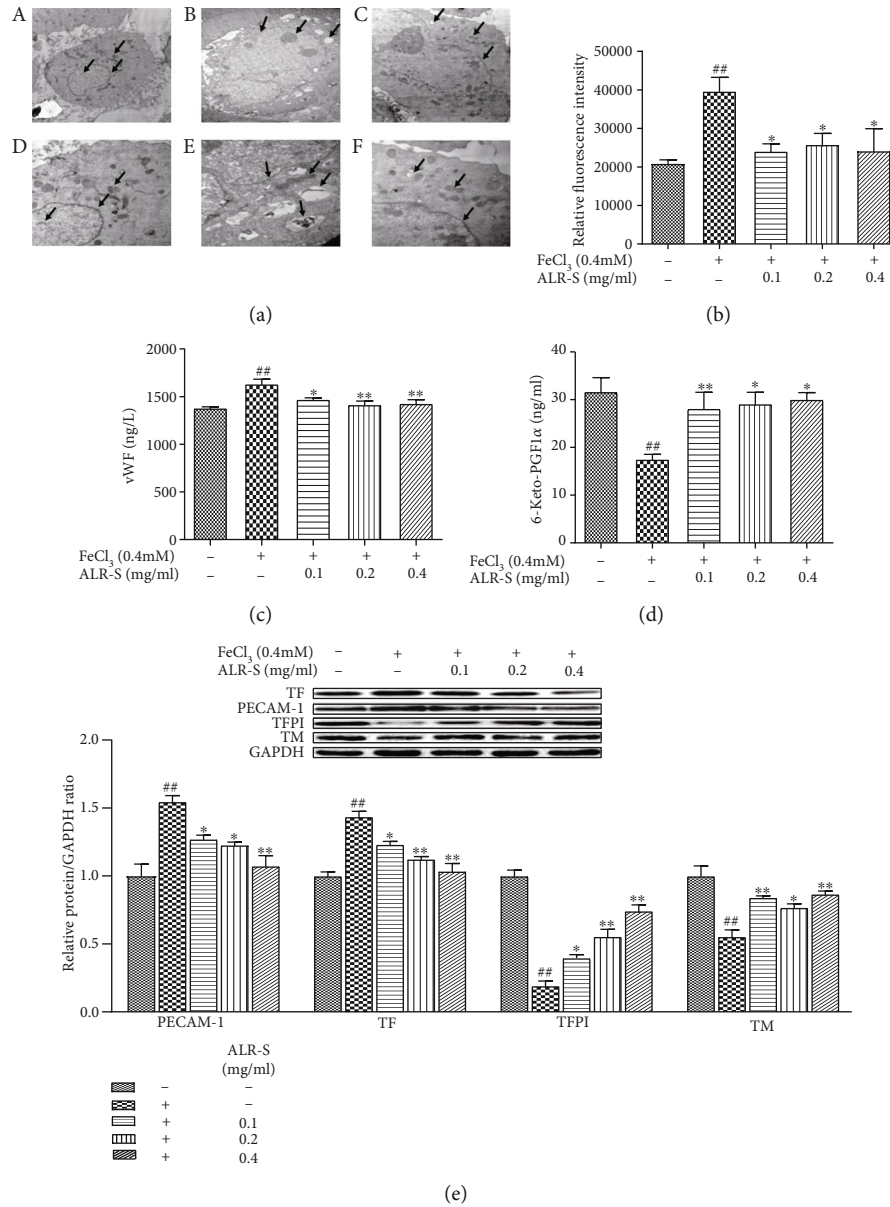 A
B
C
D
E
F
(a)
Relative fluorescence intensity
50000
40000
30000
20000
10000
0
##
*
*
*
FeCl₃ (0.4mM) – + + + +
ALR-S (mg/ml) – – 0.1 0.2 0.4
(b)
vWF (ng/L)
2000
1500
1000
500
0
##
*
**
**
FeCl₃ (0.4mM) – + + + +
ALR-S (mg/ml) – – 0.1 0.2 0.4
(c)
6-Keto-PGF1α (ng/ml)
40
30
20
10
0
##
**
*
*
FeCl₃ (0.4mM) – + + + +
ALR-S (mg/ml) – – 0.1 0.2 0.4
(d)
FeCl₃ (0.4mM) – + + + +
ALR-S (mg/ml) – – 0.1 0.2 0.4
TF
PECAM-1
TFPI
TM
GAPDH
Relative protein/GAPDH ratio
2.0
1.5
1.0
0.5
0.0
## * * **
## * ** **
## * ** **
## ** * **
PECAM-1 TF TFPI TM
ALR-S
(mg/ml)
– –
+ –
+ 0.1
+ 0.2
+ 0.4
(e)